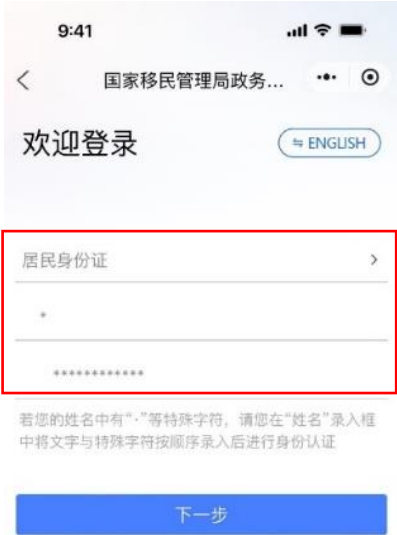 9:41
国家移民管理局政务...
欢迎登录
⇋ ENGLISH
居民身份证
*
************
若您的姓名中有“·”等特殊字符，请您在“姓名”录入框
中将文字与特殊字符按顺序录入后进行身份认证
下一步